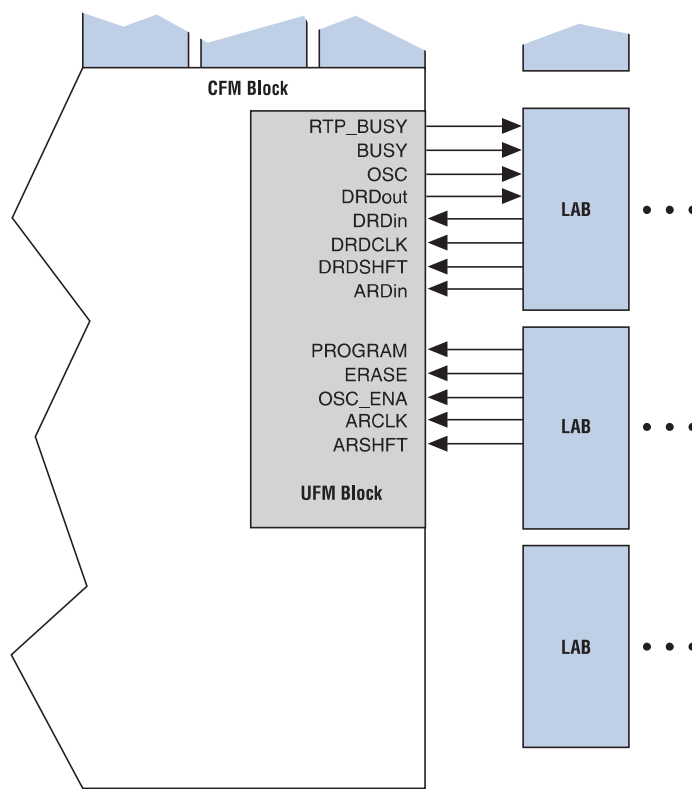 CFM Block
RTP_BUSY
BUSY
OSC
DRDout
DRDin
DRDCLK
DRDSHFT
ARDin
LAB
PROGRAM
ERASE
OSC_ENA
ARCLK
ARSHFT
LAB
UFM Block
LAB